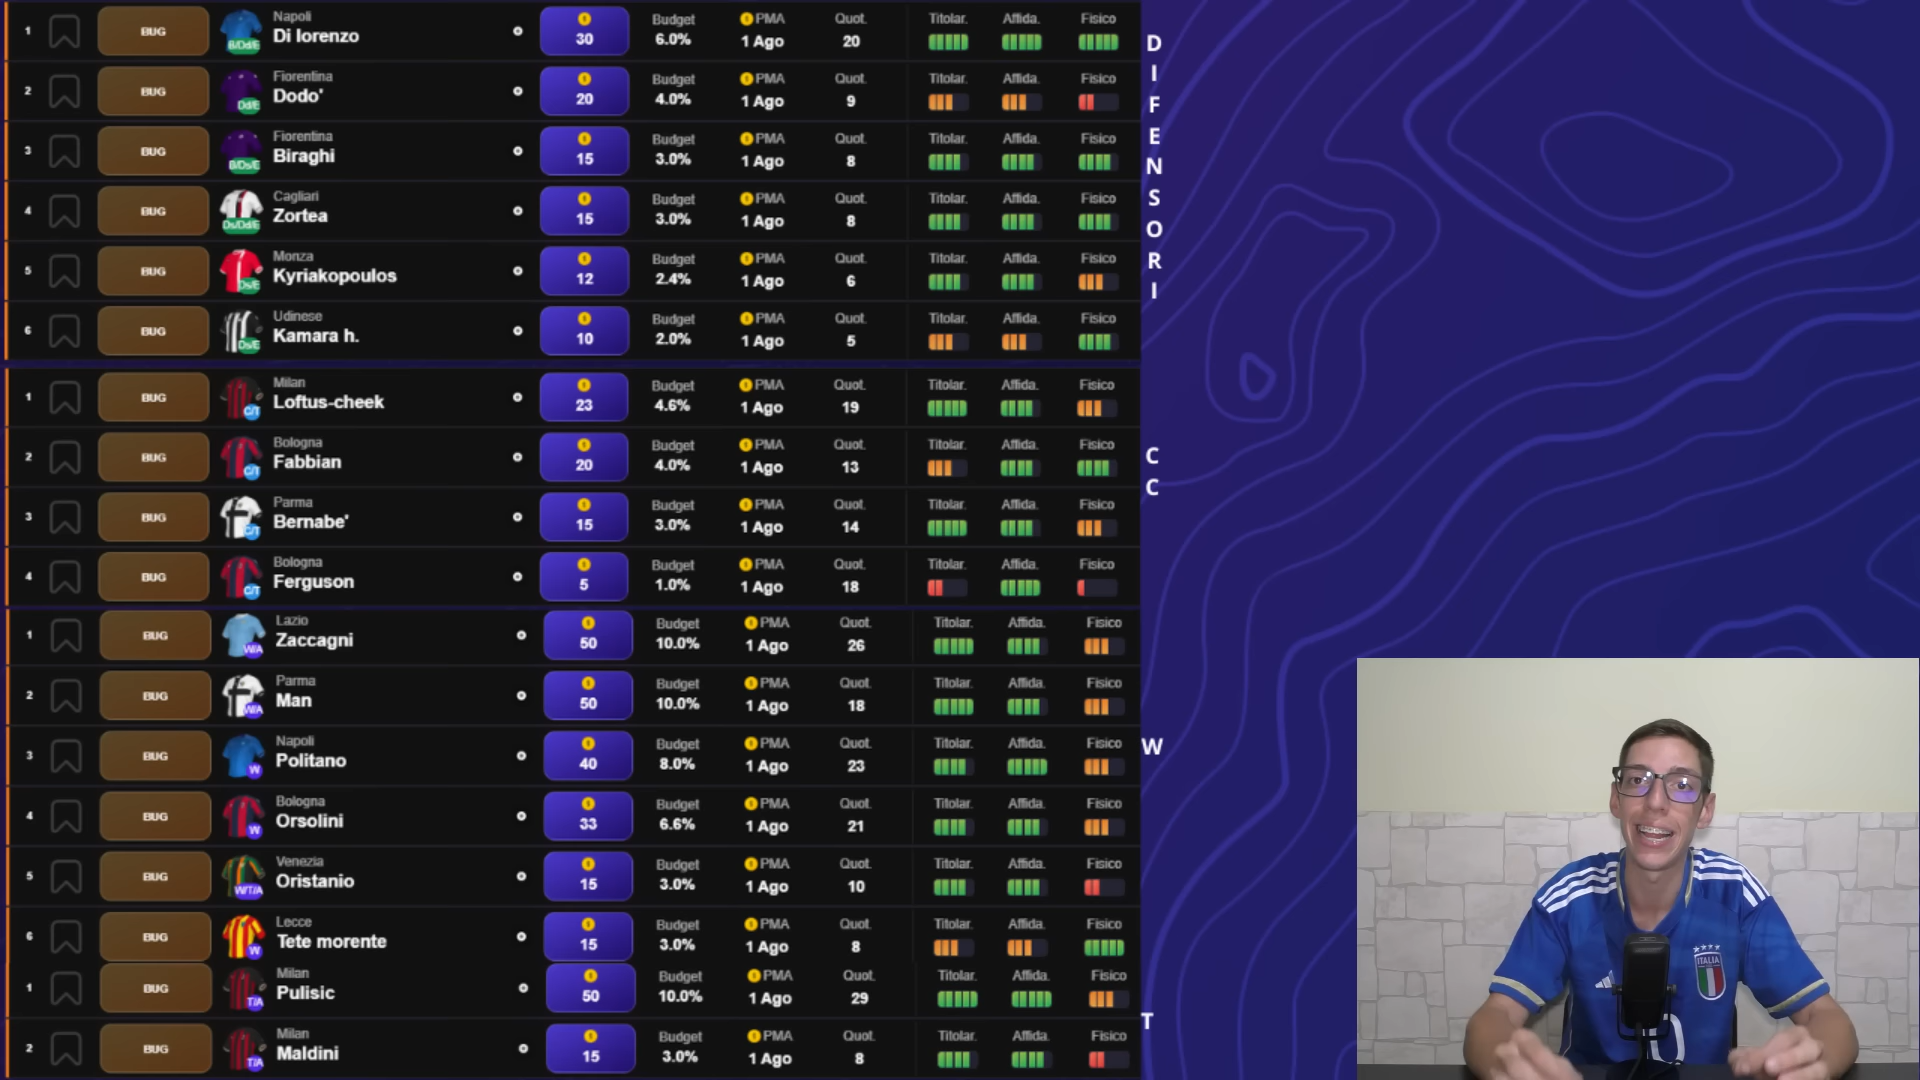 1 BUG B/Dd/E Napoli Di lorenzo 30 Budget 6.0% PMA 1 Ago Quot. 20 Titolar. Affida. Fisico
2 BUG Dd/E Fiorentina Dodo' 20 Budget 4.0% PMA 1 Ago Quot. 9 Titolar. Affida. Fisico
3 BUG B/Ds/E Fiorentina Biraghi 15 Budget 3.0% PMA 1 Ago Quot. 8 Titolar. Affida. Fisico
4 BUG Ds/Dd/E Cagliari Zortea 15 Budget 3.0% PMA 1 Ago Quot. 8 Titolar. Affida. Fisico
5 BUG Ds/E Monza Kyriakopoulos 12 Budget 2.4% PMA 1 Ago Quot. 6 Titolar. Affida. Fisico
6 BUG Ds/E Udinese Kamara h. 10 Budget 2.0% PMA 1 Ago Quot. 5 Titolar. Affida. Fisico
DIFENSORI
1 BUG C/T Milan Loftus-cheek 23 Budget 4.6% PMA 1 Ago Quot. 19 Titolar. Affida. Fisico
2 BUG C/T Bologna Fabbian 20 Budget 4.0% PMA 1 Ago Quot. 13 Titolar. Affida. Fisico
3 BUG C/T Parma Bernabe' 15 Budget 3.0% PMA 1 Ago Quot. 14 Titolar. Affida. Fisico
4 BUG C/T Bologna Ferguson 5 Budget 1.0% PMA 1 Ago Quot. 18 Titolar. Affida. Fisico
CC
1 BUG W/A Lazio Zaccagni 50 Budget 10.0% PMA 1 Ago Quot. 26 Titolar. Affida. Fisico
2 BUG W/A Parma Man 50 Budget 10.0% PMA 1 Ago Quot. 18 Titolar. Affida. Fisico
3 BUG W Napoli Politano 40 Budget 8.0% PMA 1 Ago Quot. 23 Titolar. Affida. Fisico
4 BUG W Bologna Orsolini 33 Budget 6.6% PMA 1 Ago Quot. 21 Titolar. Affida. Fisico
5 BUG W/T/A Venezia Oristanio 15 Budget 3.0% PMA 1 Ago Quot. 10 Titolar. Affida. Fisico
6 BUG W Lecce Tete morente 15 Budget 3.0% PMA 1 Ago Quot. 8 Titolar. Affida. Fisico
W
1 BUG T/A Milan Pulisic 50 Budget 10.0% PMA 1 Ago Quot. 29 Titolar. Affida. Fisico
2 BUG T/A Milan Maldini 15 Budget 3.0% PMA 1 Ago Quot. 8 Titolar. Affida. Fisico
T
ITALIA